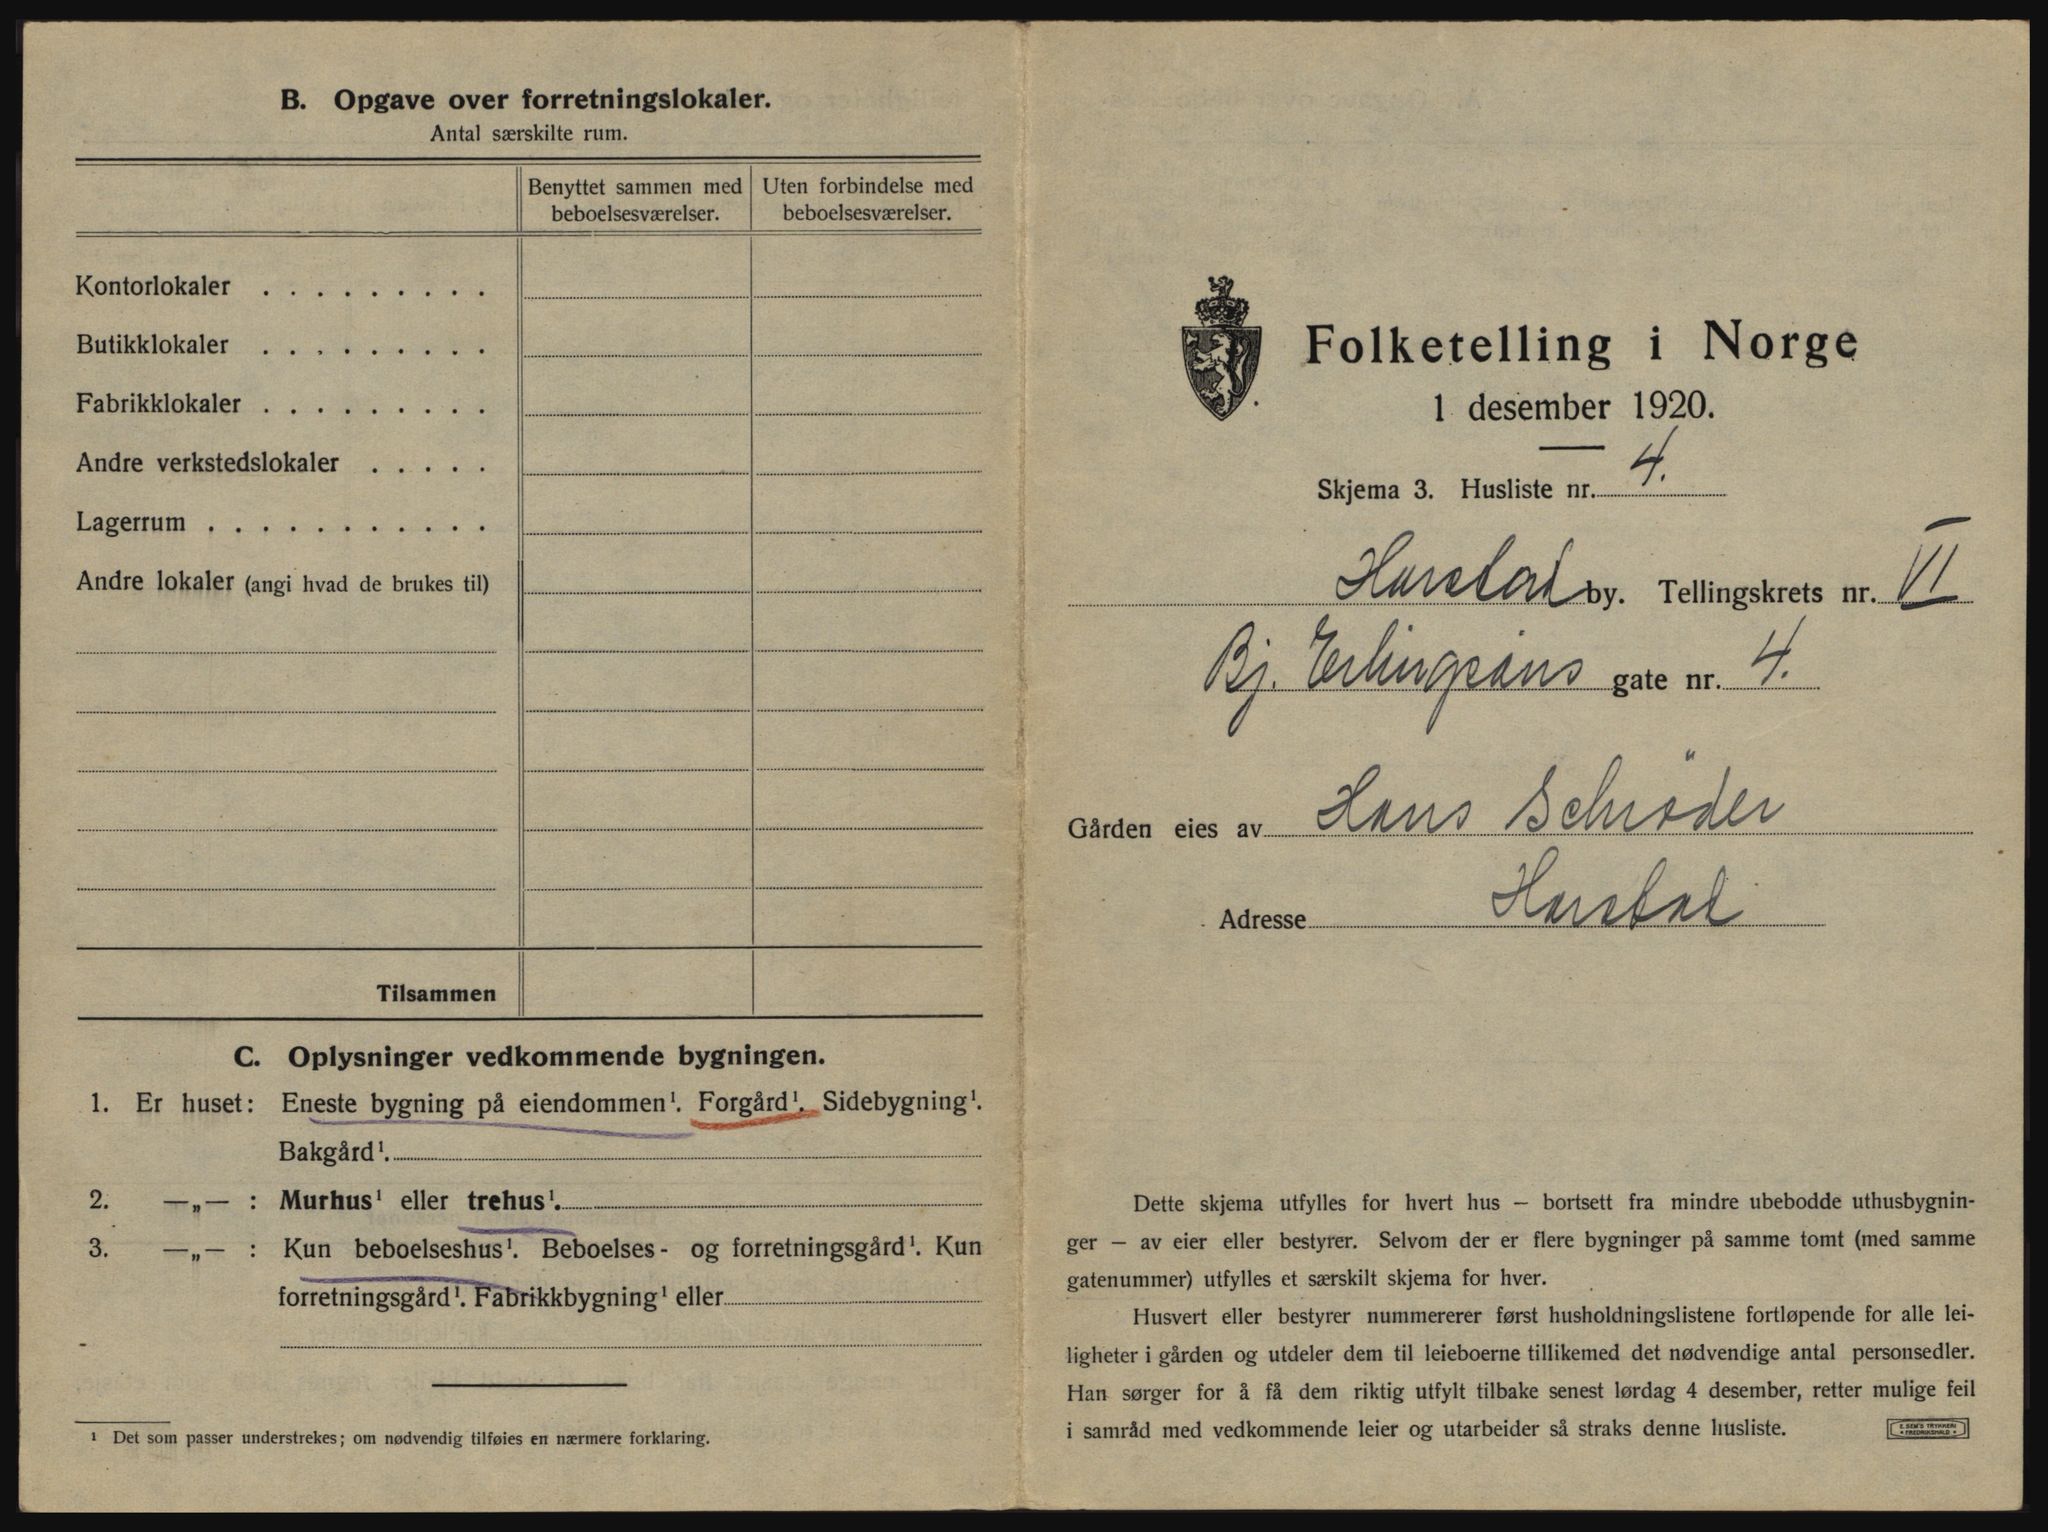 B. Opgave over forretningslokaler.
Antal særskilte rum.
Benyttet sammen med beboelsesværelser.
Uten forbindelse med beboelsesværelser.
Kontorlokaler . . . . . . . . .
Butikklokaler . . . . . . . . .
Fabrikklokaler . . . . . . . . .
Andre verkstedslokaler . . . . .
Lagerrum . . . . . . . . . . . .
Andre lokaler (angi hvad de brukes til)
Tilsammen
C. Oplysninger vedkommende bygningen.
1. Er huset: Eneste bygning på eiendommen¹. Forgård¹. Sidebygning¹.
Bakgård¹.
2. —„— : Murhus¹ eller trehus¹.
3. —„— : Kun beboelseshus¹. Beboelses- og forretningsgård¹. Kun
forretningsgård¹. Fabrikkbygning¹ eller
¹ Det som passer understrekes; om nødvendig tilføies en nærmere forklaring.
Folketelling i Norge
1 desember 1920.
Skjema 3. Husliste nr. 4.
Harstad by. Tellingskrets nr. VI
Bj. Erlingsøns gate nr. 4.
Gården eies av Hans Schrøder
Adresse Harstad
Dette skjema utfylles for hvert hus – bortsett fra mindre ubebodde uthusbygnin-
ger – av eier eller bestyrer. Selvom der er flere bygninger på samme tomt (med samme
gatenummer) utfylles et særskilt skjema for hver.
Husvert eller bestyrer nummererer først husholdningslistene fortløpende for alle lei-
ligheter i gården og utdeler dem til leieboerne tillikemed det nødvendige antal personsedler.
Han sørger for å få dem riktig utfylt tilbake senest lørdag 4 desember, retter mulige feil
i samråd med vedkommende leier og utarbeider så straks denne husliste.
E. SEM'S TRYKKERI
FREDRIKSHALD